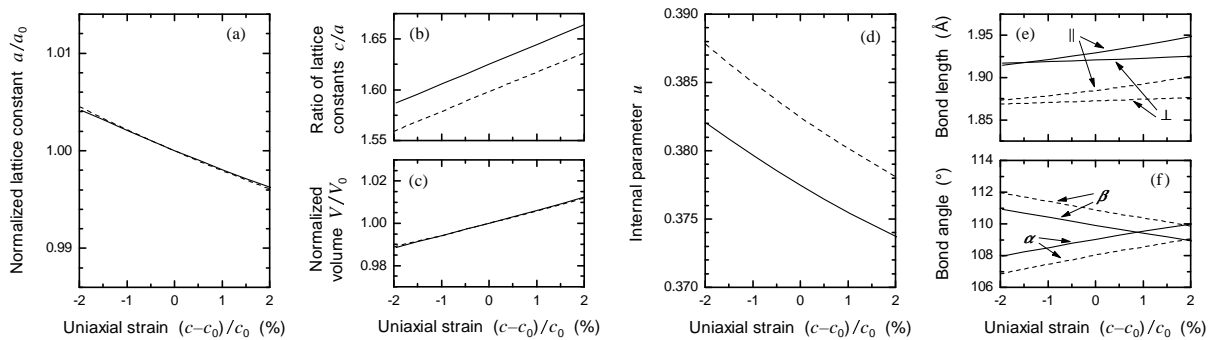 Normalized lattice constant a/a0
1.01
1.00
0.99
(a)
-2 -1 0 1 2
Uniaxial strain (c–c0)/c0 (%)
Ratio of lattice
constants c/a
1.65
1.60
1.55
(b)
Normalized
volume V/V0
1.02
1.00
0.98
(c)
-2 -1 0 1 2
Uniaxial strain (c–c0)/c0 (%)
Internal parameter u
0.390
0.385
0.380
0.375
0.370
(d)
-2 -1 0 1 2
Uniaxial strain (c–c0)/c0 (%)
Bond length (Å)
1.95
1.90
1.85
(e)
∥
⊥
Bond angle (°)
114
112
110
108
106
(f)
β
α
-2 -1 0 1 2
Uniaxial strain (c–c0)/c0 (%)